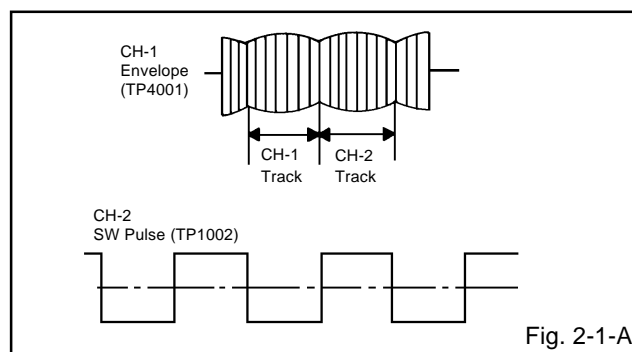 CH-1
Envelope
(TP4001)
CH-1
Track
CH-2
Track
CH-2
SW Pulse (TP1002)
Fig. 2-1-A